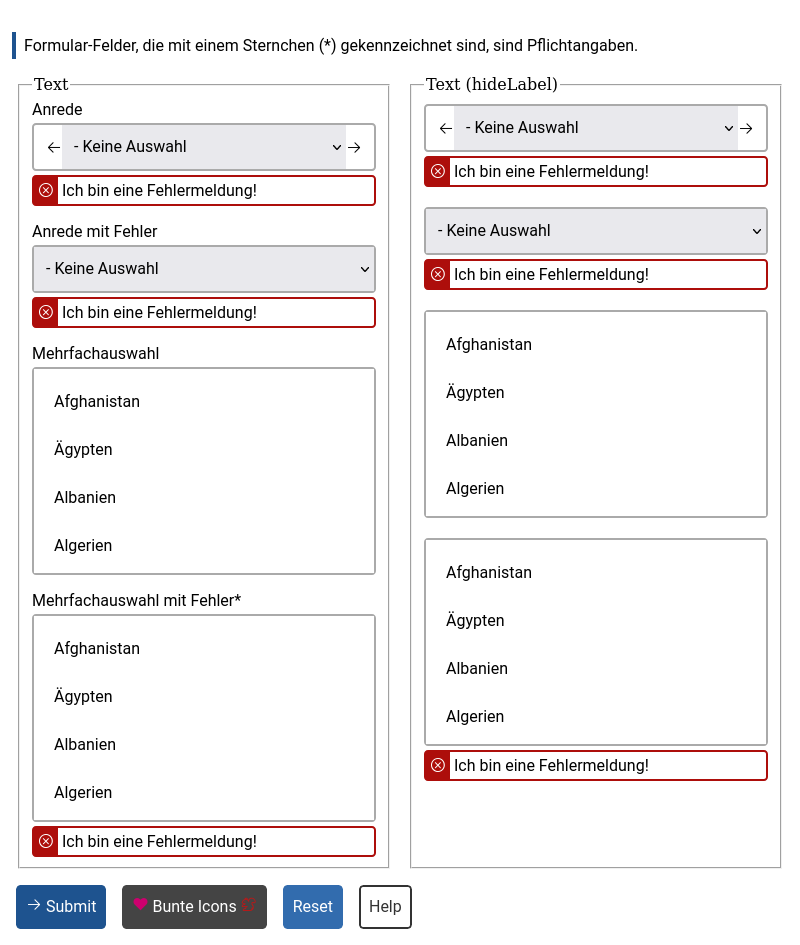 Formular-Felder, die mit einem Sternchen (*) gekennzeichnet sind, sind Pflichtangaben.
Text
Anrede
- Keine Auswahl
Ich bin eine Fehlermeldung!
Anrede mit Fehler
- Keine Auswahl
Ich bin eine Fehlermeldung!
Mehrfachauswahl
Afghanistan
Ägypten
Albanien
Algerien
Mehrfachauswahl mit Fehler*
Afghanistan
Ägypten
Albanien
Algerien
Ich bin eine Fehlermeldung!
Text (hideLabel)
- Keine Auswahl
Ich bin eine Fehlermeldung!
- Keine Auswahl
Ich bin eine Fehlermeldung!
Afghanistan
Ägypten
Albanien
Algerien
Afghanistan
Ägypten
Albanien
Algerien
Ich bin eine Fehlermeldung!
Submit
Bunte Icons
Reset
Help